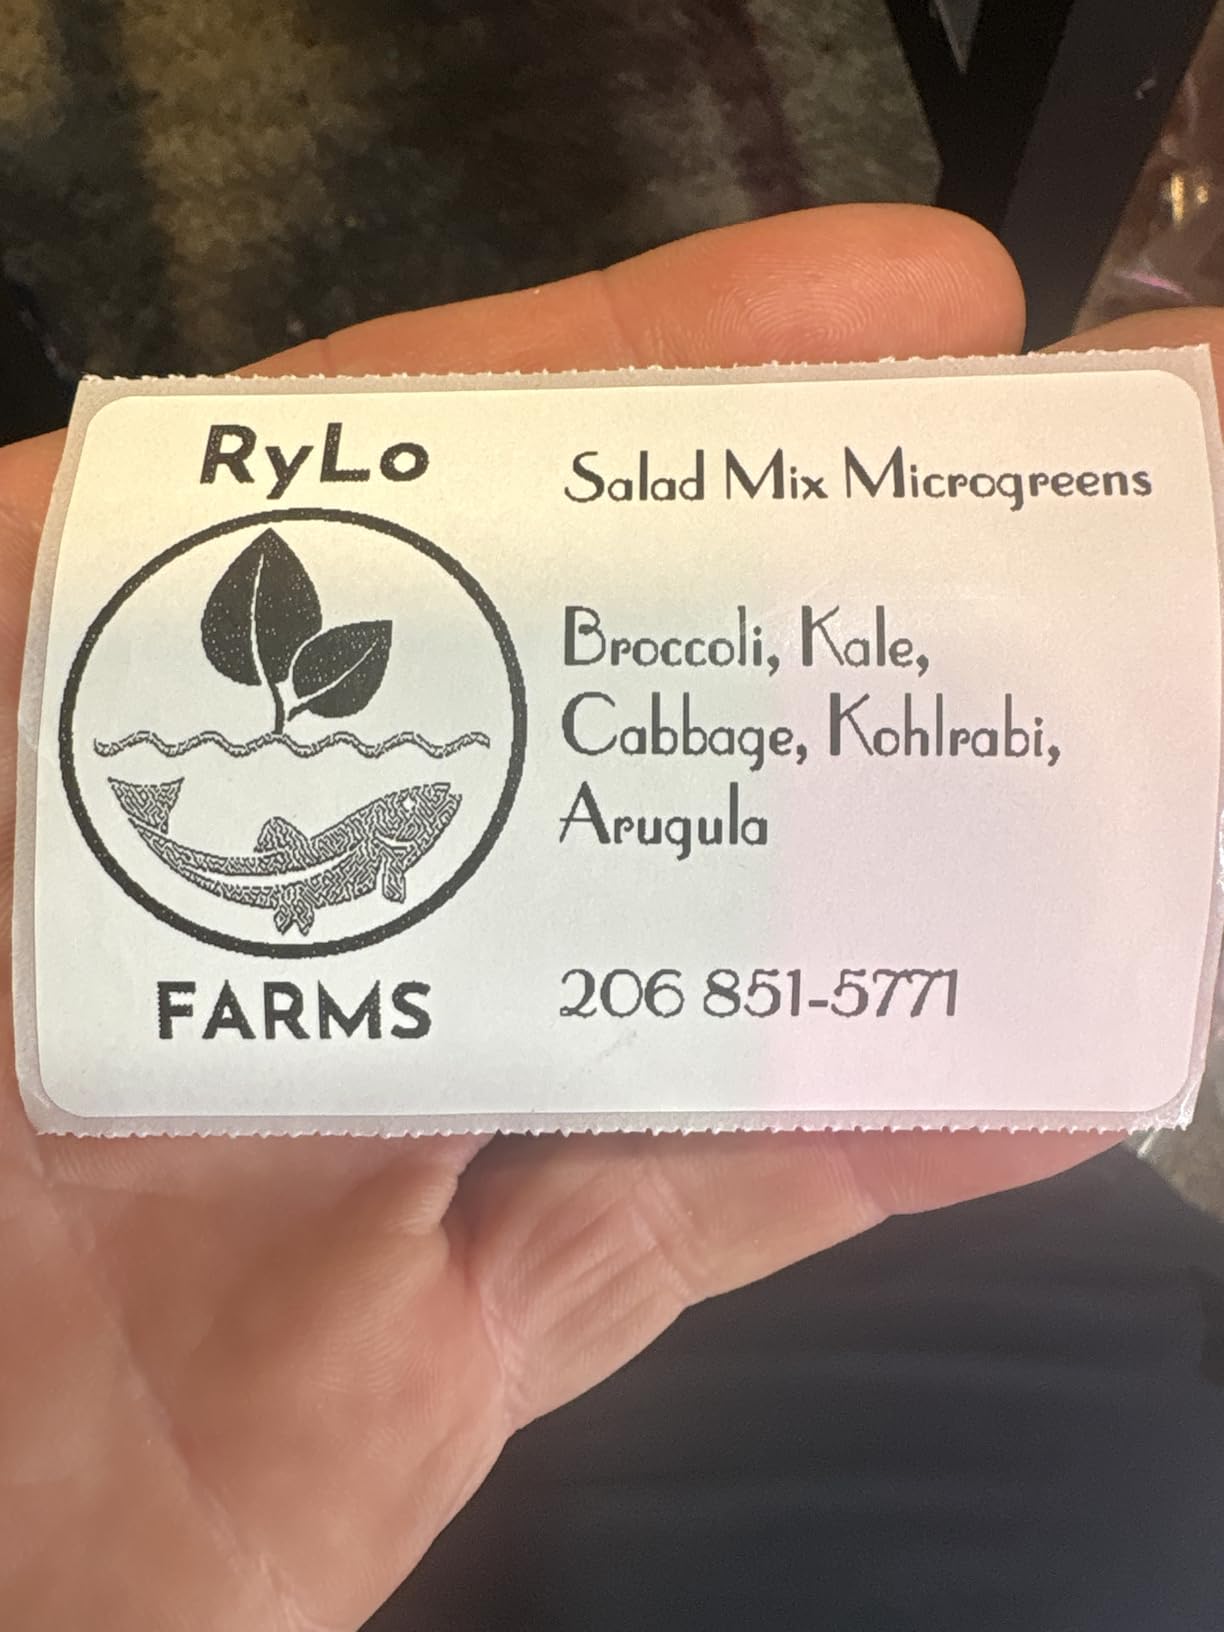 RyLo
FARMS
Salad Mix Microgreens
Broccoli, Kale,
Cabbage, Kohlrabi,
Arugula
206 851-5771